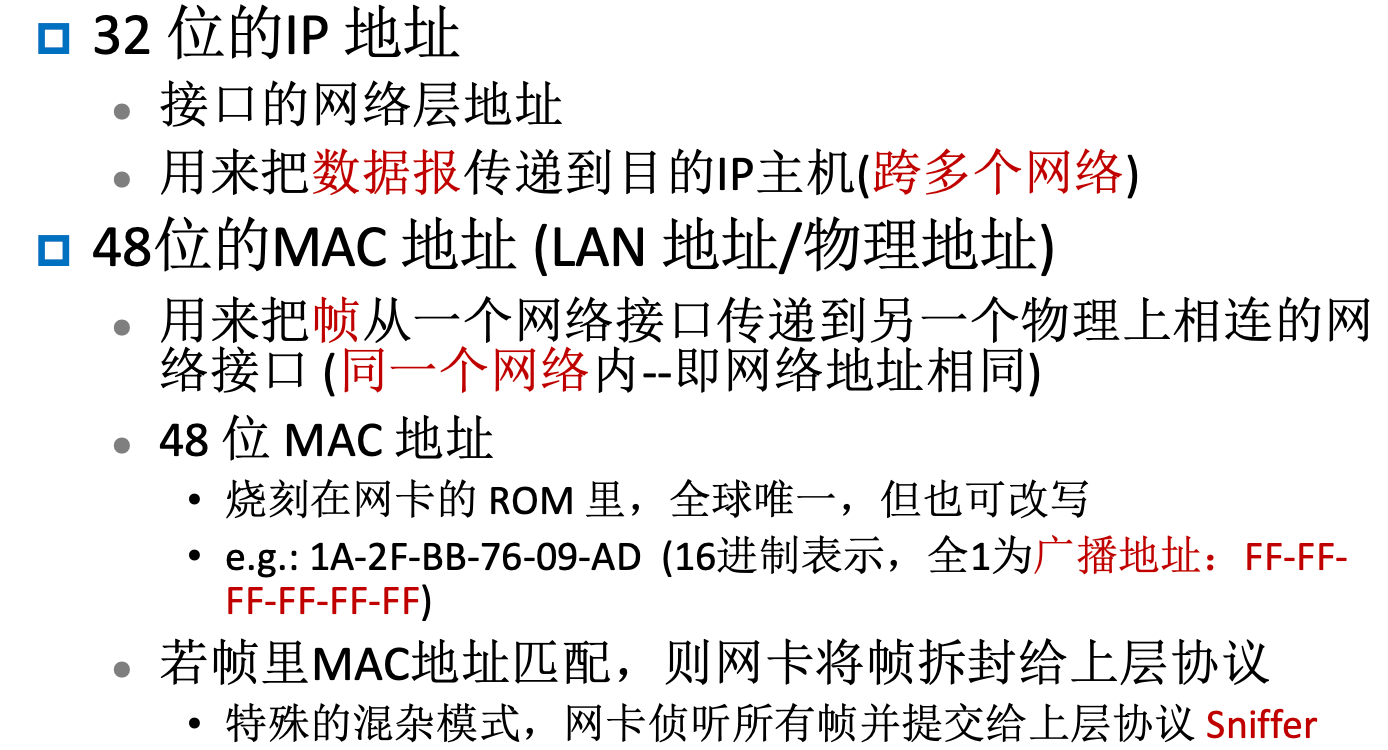 32 位的IP 地址
接口的网络层地址
用来把数据报传递到目的IP主机(跨多个网络)
48位的MAC 地址 (LAN 地址/物理地址)
用来把帧从一个网络接口传递到另一个物理上相连的网
络接口 (同一个网络内--即网络地址相同)
48 位 MAC 地址
烧刻在网卡的 ROM 里，全球唯一，但也可改写
e.g.: 1A-2F-BB-76-09-AD (16进制表示，全1为广播地址：FF-FF-
FF-FF-FF-FF)
若帧里MAC地址匹配，则网卡将帧拆封给上层协议
特殊的混杂模式，网卡侦听所有帧并提交给上层协议 Sniffer